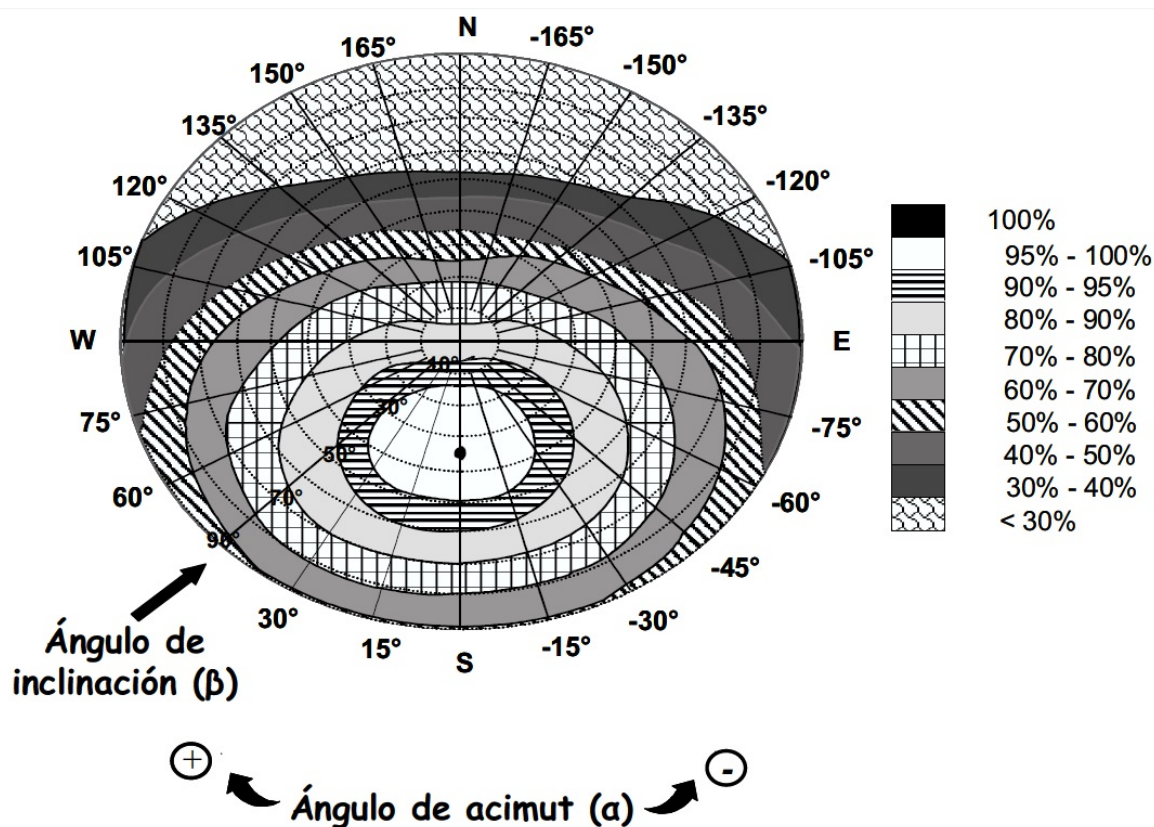 N
165°
-165°
150°
-150°
135°
-135°
120°
-120°
105°
-105°
W
E
75°
-75°
60°
-60°
-45°
30°
-30°
15°
-15°
S
10°
30°
50°
70°
90°
100%
95% - 100%
90% - 95%
80% - 90%
70% - 80%
60% - 70%
50% - 60%
40% - 50%
30% - 40%
< 30%
Ángulo de
inclinación (β)
+
-
Ángulo de acimut (α)